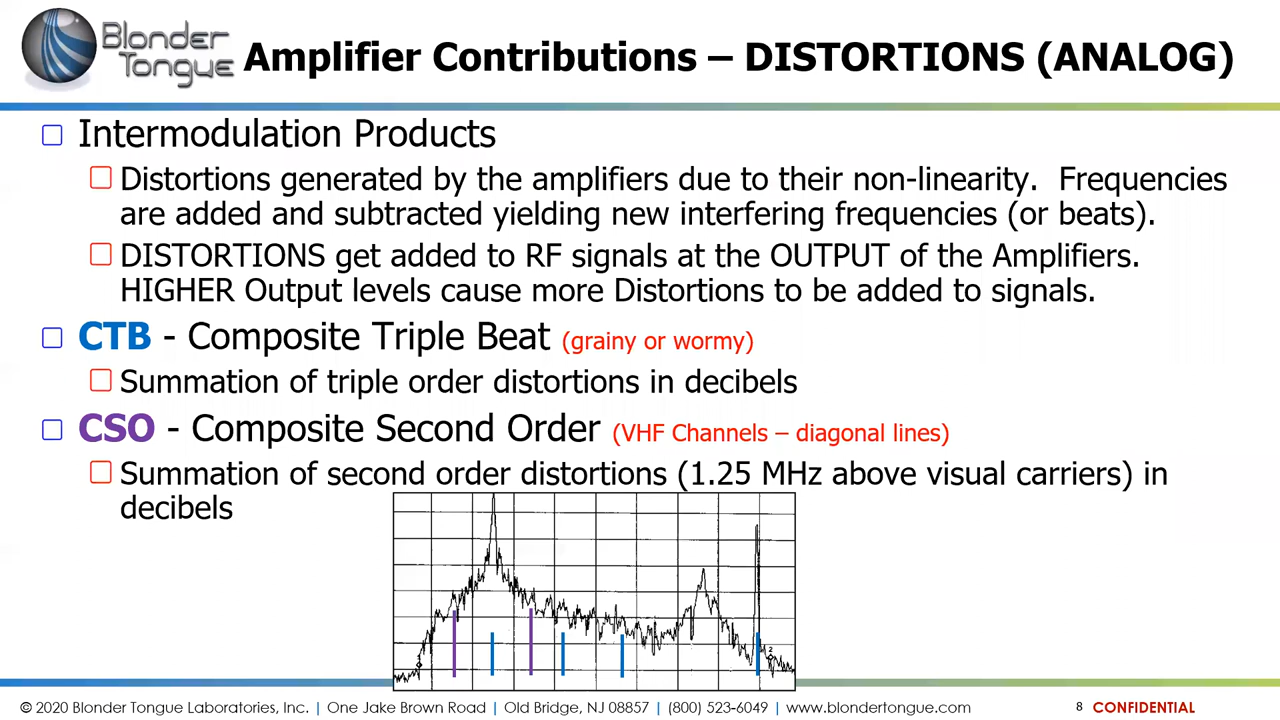 Blonder
Tongue
Amplifier Contributions – DISTORTIONS (ANALOG)
Intermodulation Products
Distortions generated by the amplifiers due to their non-linearity. Frequencies
are added and subtracted yielding new interfering frequencies (or beats).
DISTORTIONS get added to RF signals at the OUTPUT of the Amplifiers.
HIGHER Output levels cause more Distortions to be added to signals.
CTB - Composite Triple Beat (grainy or wormy)
Summation of triple order distortions in decibels
CSO - Composite Second Order (VHF Channels – diagonal lines)
Summation of second order distortions (1.25 MHz above visual carriers) in
decibels
1
2
© 2020 Blonder Tongue Laboratories, Inc. | One Jake Brown Road | Old Bridge, NJ 08857 | (800) 523-6049 | www.blondertongue.com
8 CONFIDENTIAL